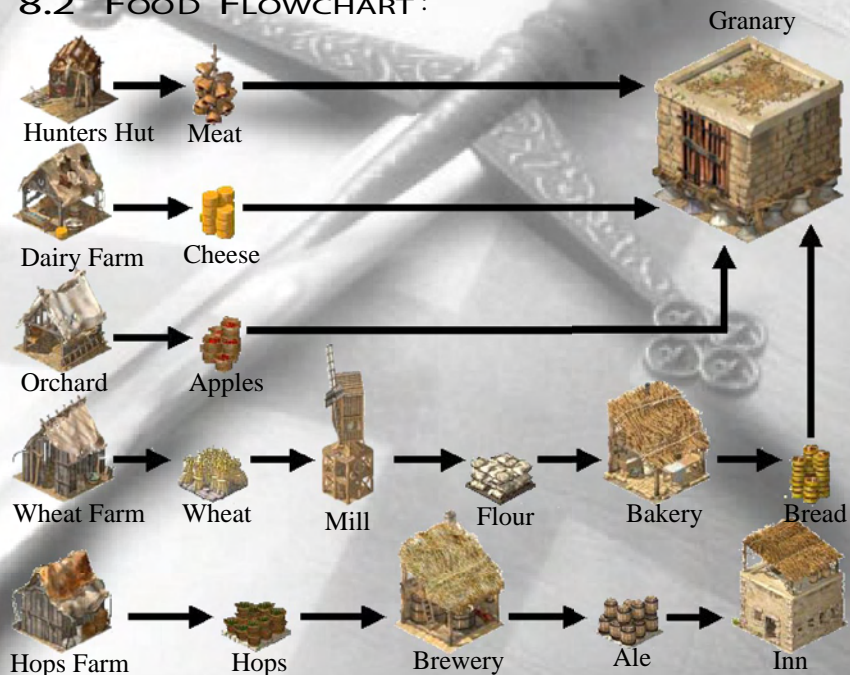 8.2 FOOD FLOWCHART:
Granary
Hunters Hut Meat
Dairy Farm Cheese
Orchard Apples
Wheat Farm Wheat Mill Flour Bakery Bread
Hops Farm Hops Brewery Ale Inn